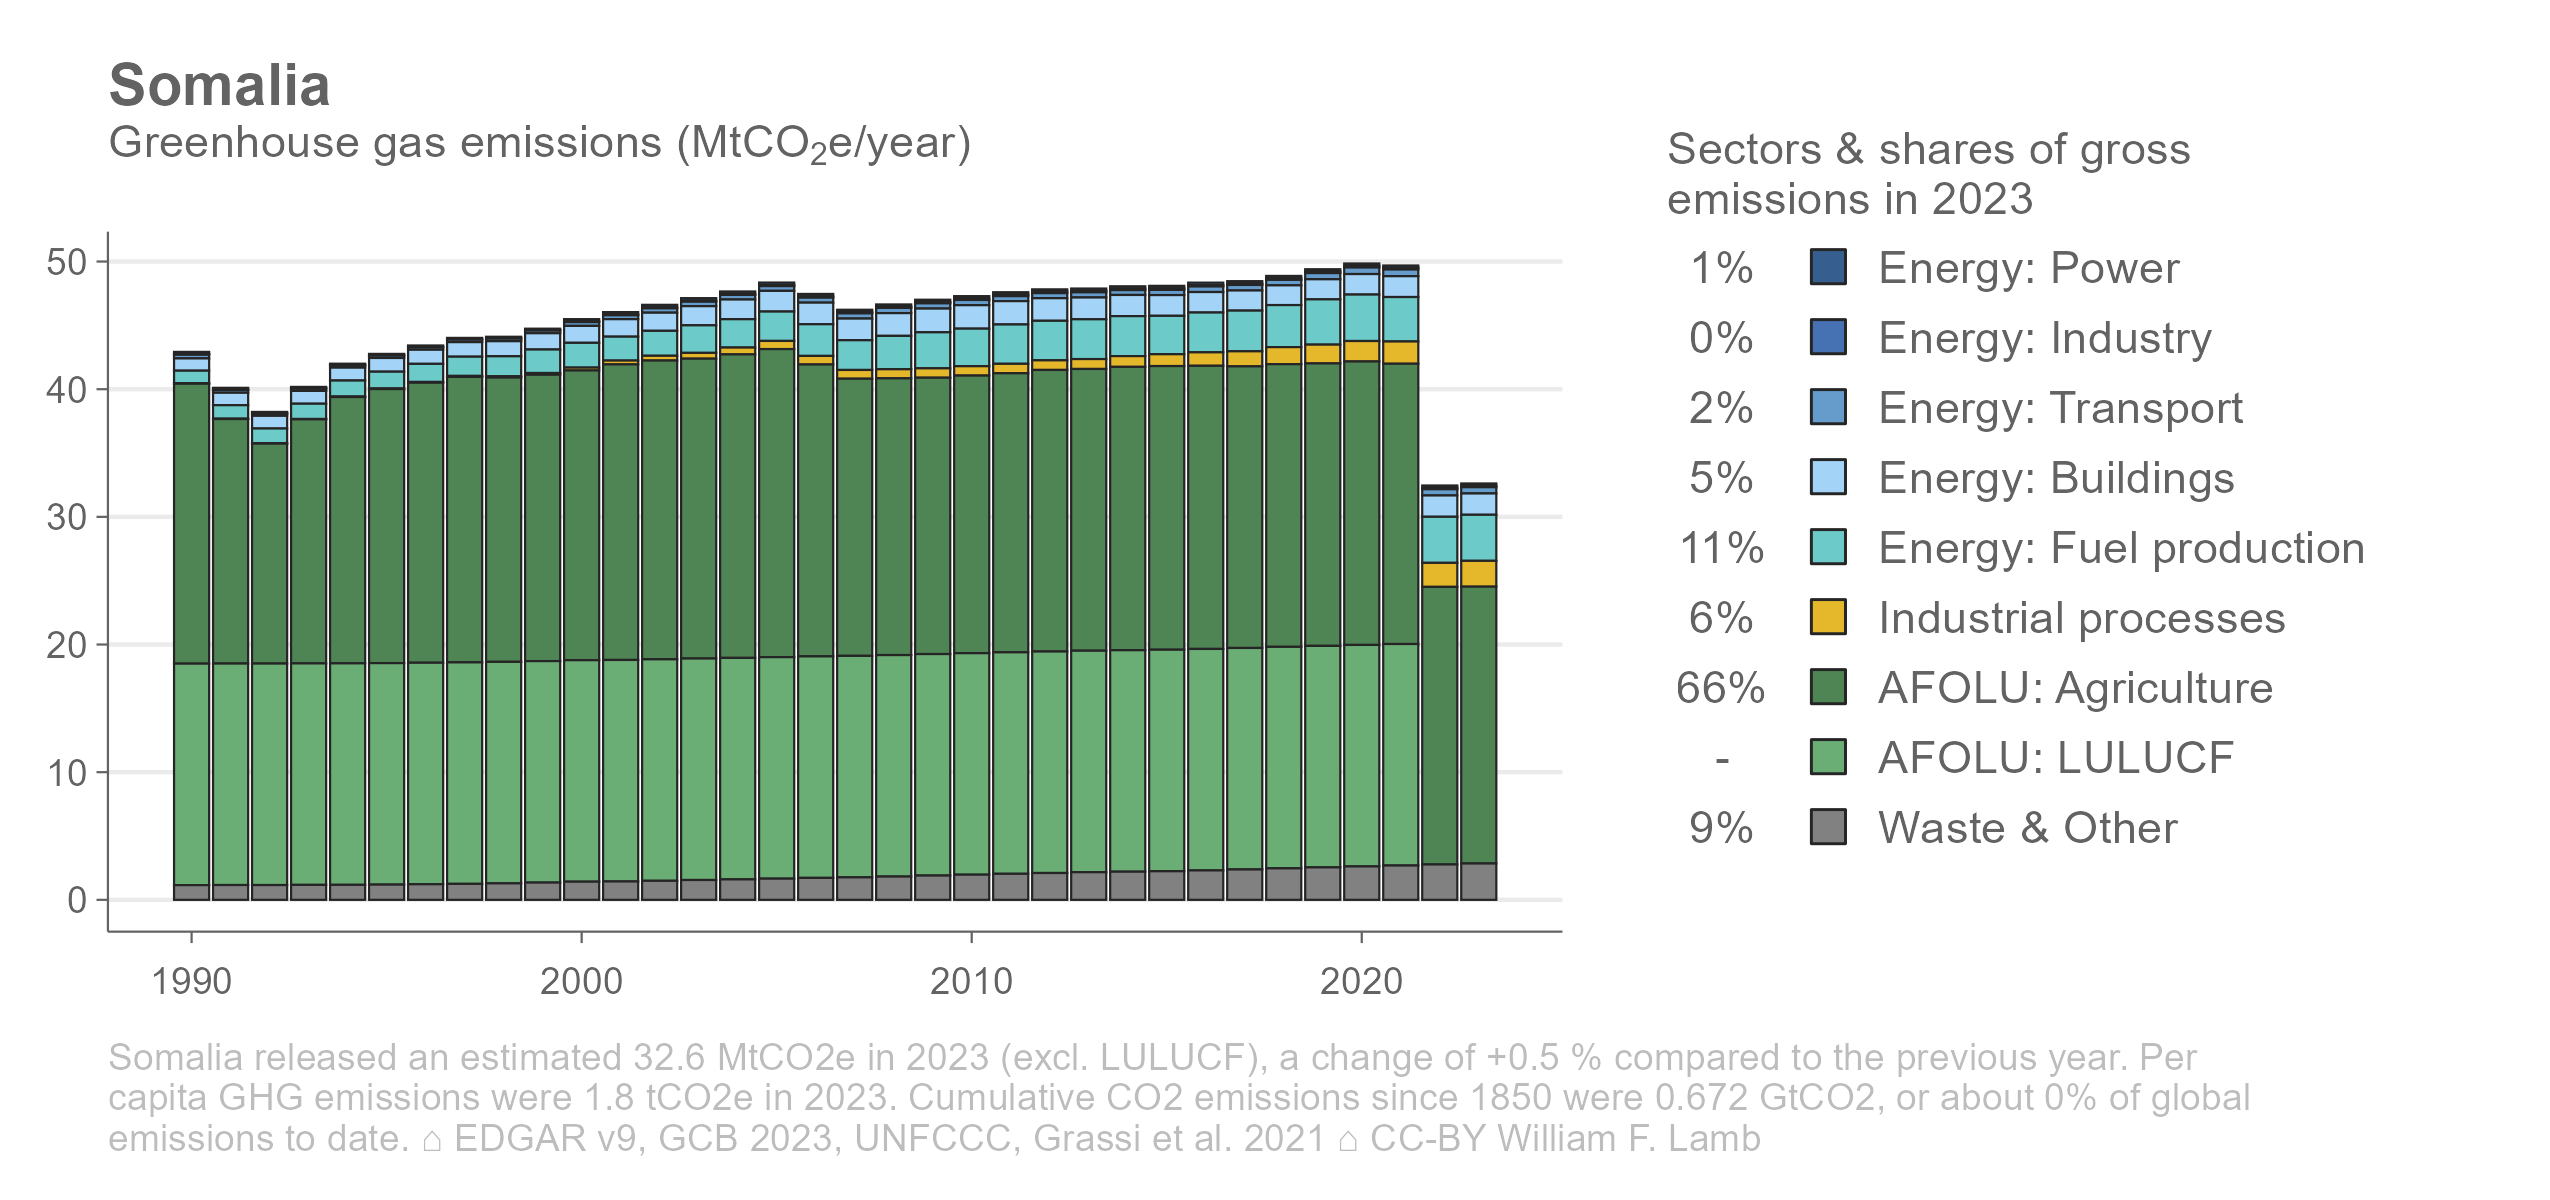 Somalia
Greenhouse gas emissions (MtCO₂e/year)
50
40
30
20
10
0
1990 2000 2010 2020
Sectors & shares of gross
emissions in 2023
1% Energy: Power
0% Energy: Industry
2% Energy: Transport
5% Energy: Buildings
11% Energy: Fuel production
6% Industrial processes
66% AFOLU: Agriculture
- AFOLU: LULUCF
9% Waste & Other
Somalia released an estimated 32.6 MtCO2e in 2023 (excl. LULUCF), a change of +0.5 % compared to the previous year. Per
capita GHG emissions were 1.8 tCO2e in 2023. Cumulative CO2 emissions since 1850 were 0.672 GtCO2, or about 0% of global
emissions to date. ⌂ EDGAR v9, GCB 2023, UNFCCC, Grassi et al. 2021 ⌂ CC-BY William F. Lamb